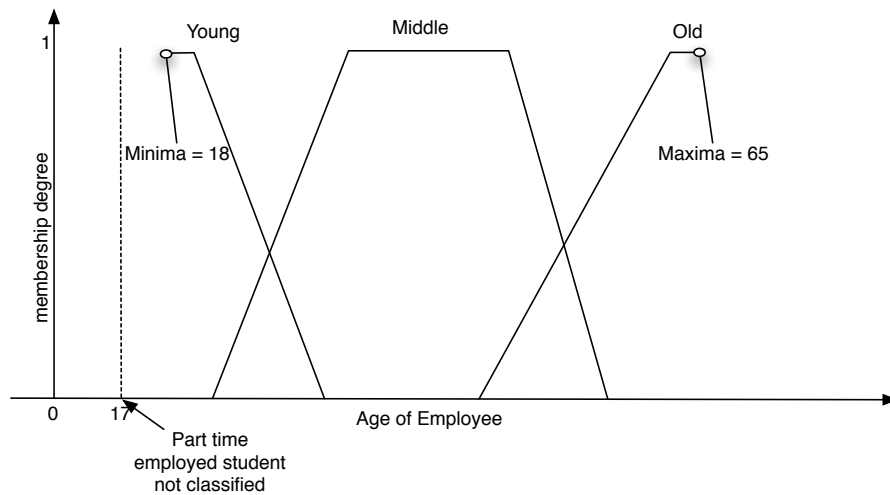 Young
Middle
Old
1
Minima = 18
Maxima = 65
membership degree
0
17
Age of Employee
Part time
employed student
not classified